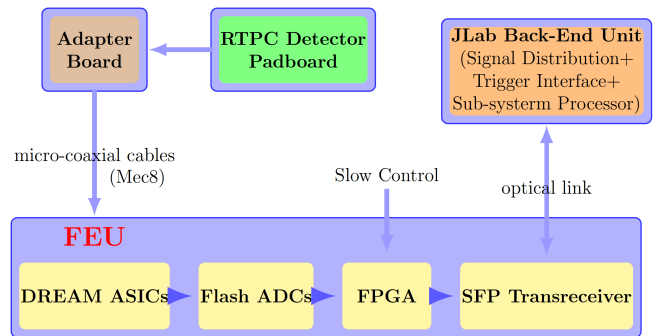 Adapter
Board
RTPC Detector
Padboard
JLab Back-End Unit
(Signal Distribution+
Trigger Interface+
Sub-systerm Processor)
micro-coaxial cables
(Mec8)
Slow Control
optical link
FEU
DREAM ASICs
Flash ADCs
FPGA
SFP Transreceiver